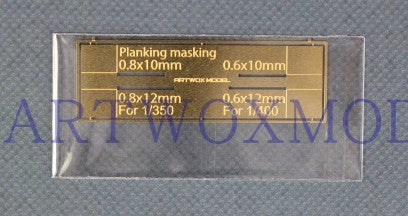 Planking masking
0.8x10mm 0.6x10mm
ARTWOX MODEL
0.8x12mm 0.6x12mm
For 1/350 For 1/400
ARTWOXMOD